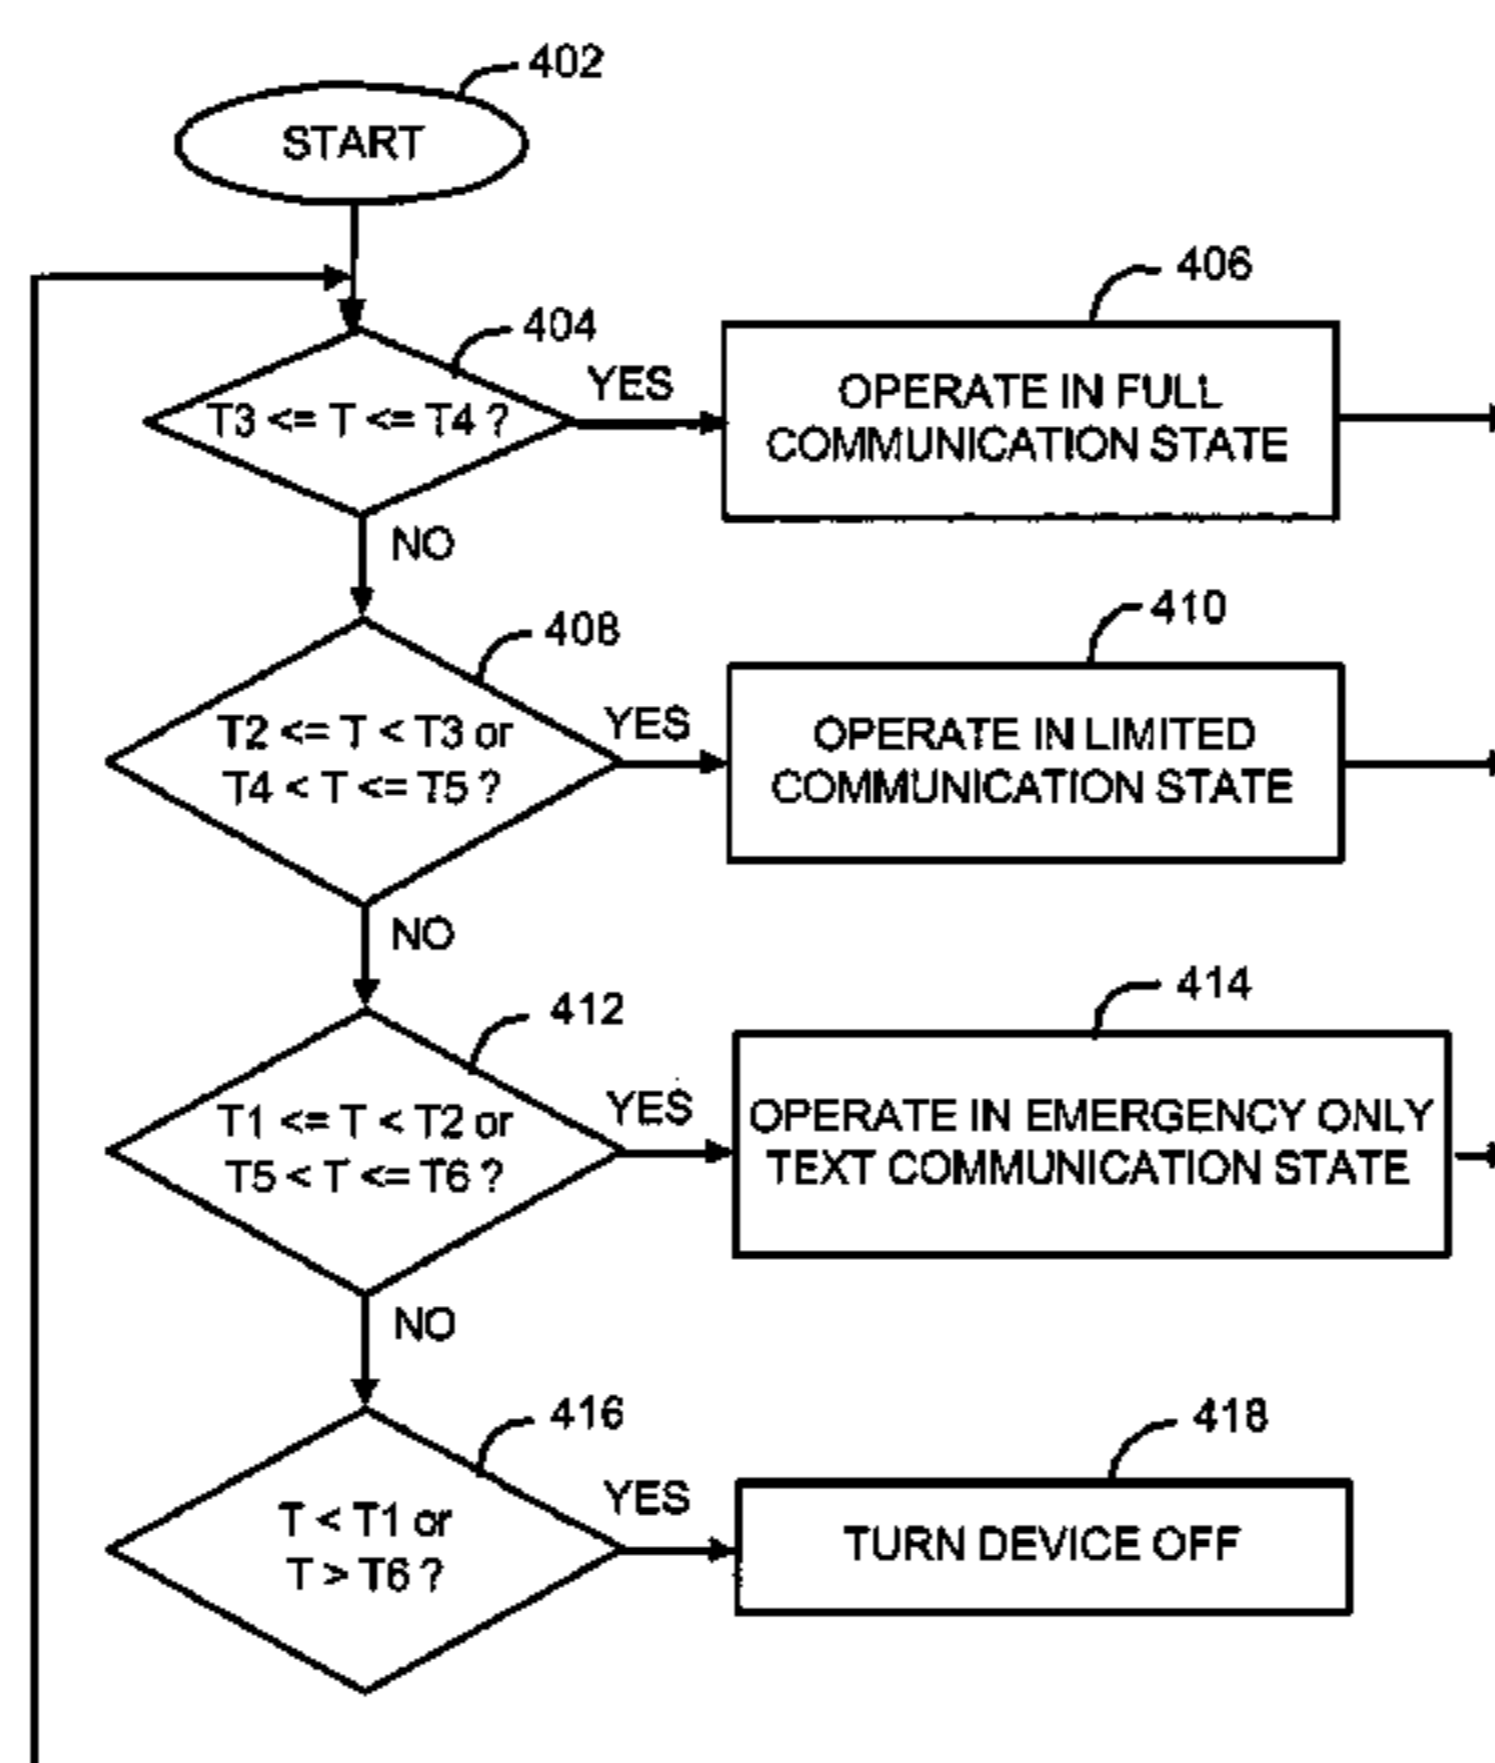 402
START
404
T3 <= T <= T4 ?
YES
406
OPERATE IN FULL
COMMUNICATION STATE
NO
408
T2 <= T < T3 or
T4 < T <= T5 ?
YES
410
OPERATE IN LIMITED
COMMUNICATION STATE
NO
412
T1 <= T < T2 or
T5 < T <= T6 ?
YES
414
OPERATE IN EMERGENCY ONLY
TEXT COMMUNICATION STATE
NO
416
T < T1 or
T > T6 ?
YES
418
TURN DEVICE OFF